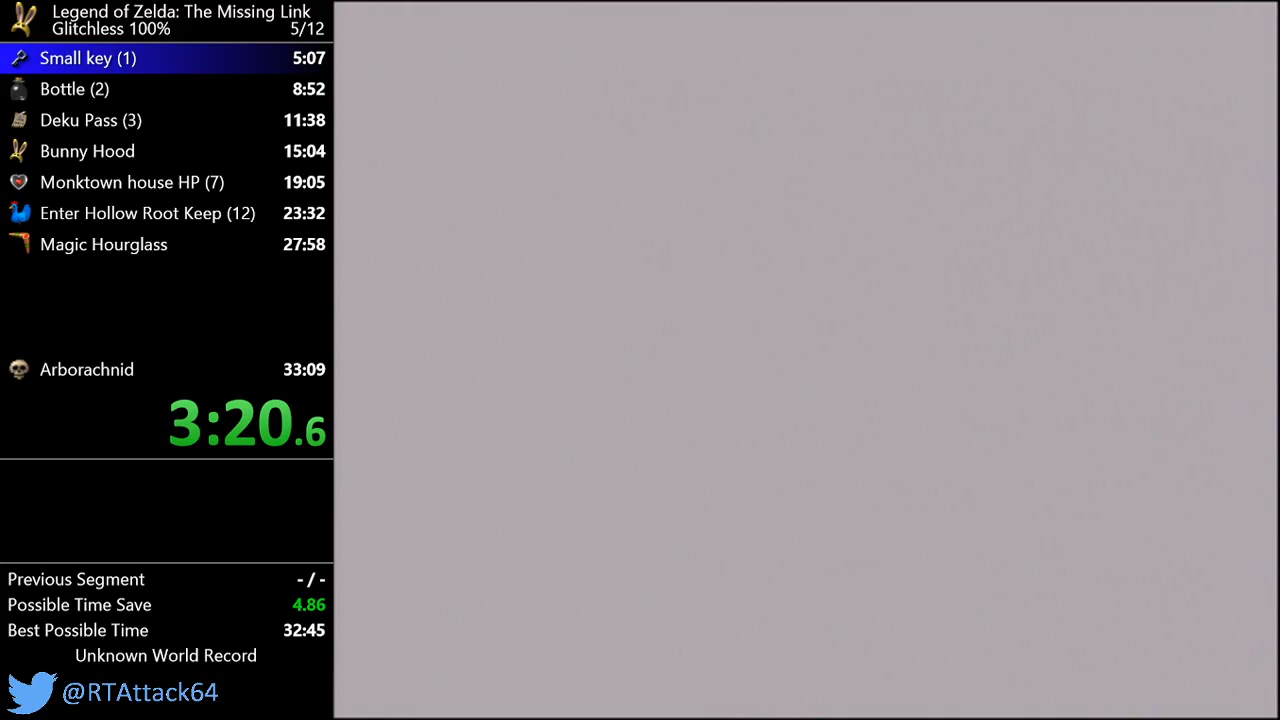 Legend of Zelda: The Missing Link
Glitchless 100% 5/12
Small key (1) 5:07
Bottle (2) 8:52
Deku Pass (3) 11:38
Bunny Hood 15:04
Monktown house HP (7) 19:05
Enter Hollow Root Keep (12) 23:32
Magic Hourglass 27:58
Arborachnid 33:09
3:20.6
Previous Segment - / -
Possible Time Save 4.86
Best Possible Time 32:45
Unknown World Record
@RTAttack64